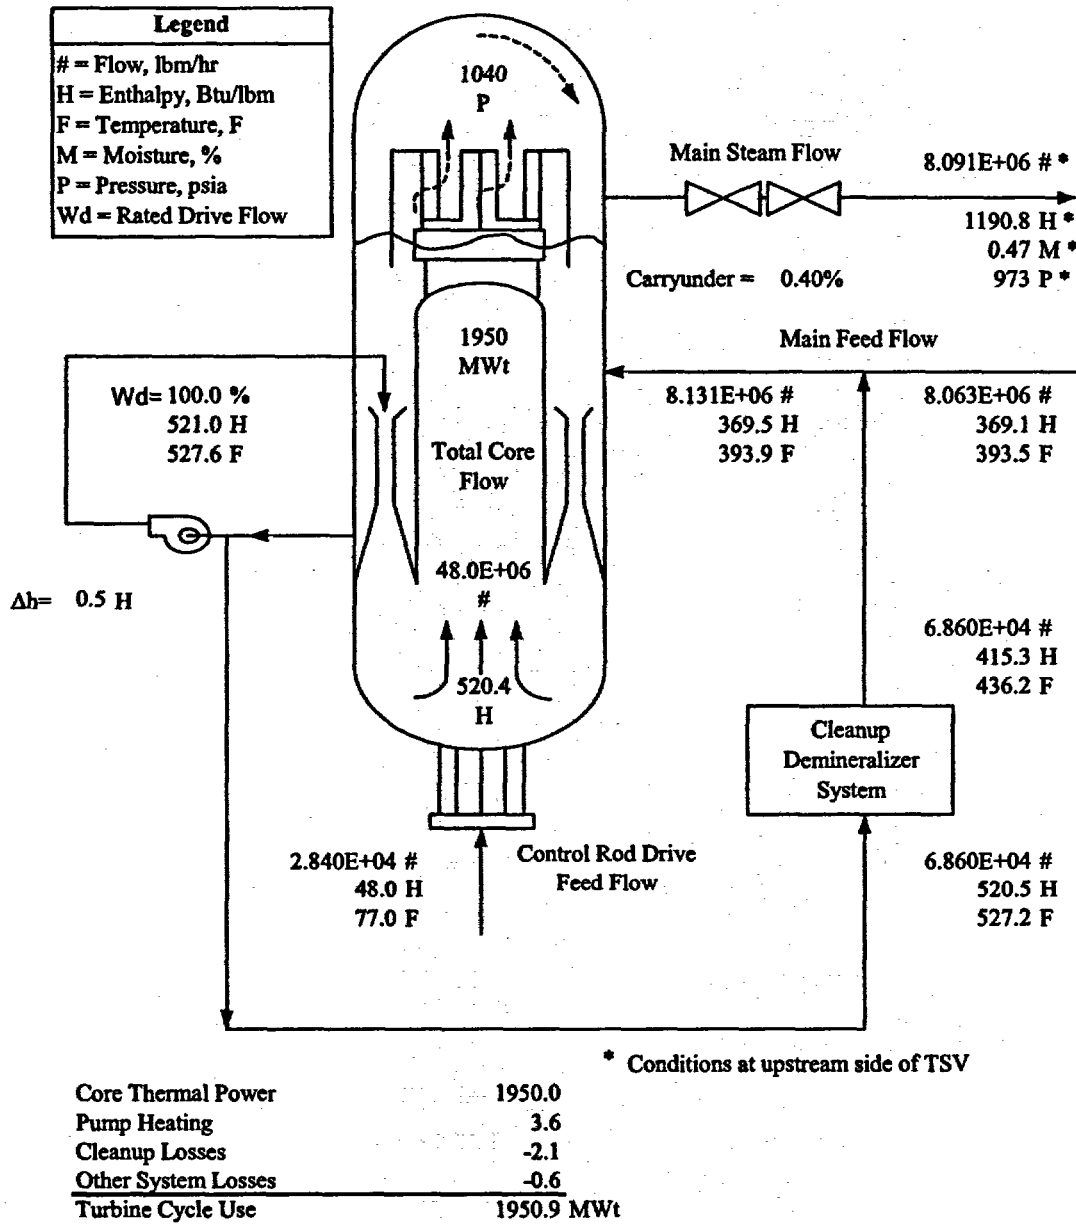 Legend
# = Flow, lbm/hr
H = Enthalpy, Btu/lbm
F = Temperature, F
M = Moisture, %
P = Pressure, psia
Wd = Rated Drive Flow
1040
P
Main Steam Flow
8.091E+06 # *
1190.8 H *
0.47 M *
973 P *
Carryunder = 0.40%
1950
MWt
Main Feed Flow
Wd= 100.0 %
521.0 H
527.6 F
8.131E+06 #
369.5 H
393.9 F
8.063E+06 #
369.1 H
393.5 F
Total Core
Flow
48.0E+06
#
Δh= 0.5 H
6.860E+04 #
415.3 H
436.2 F
520.4
H
Cleanup
Demineralizer
System
2.840E+04 #
48.0 H
77.0 F
Control Rod Drive
Feed Flow
6.860E+04 #
520.5 H
527.2 F
* Conditions at upstream side of TSV
Core Thermal Power 1950.0
Pump Heating 3.6
Cleanup Losses -2.1
Other System Losses -0.6
Turbine Cycle Use 1950.9 MWt